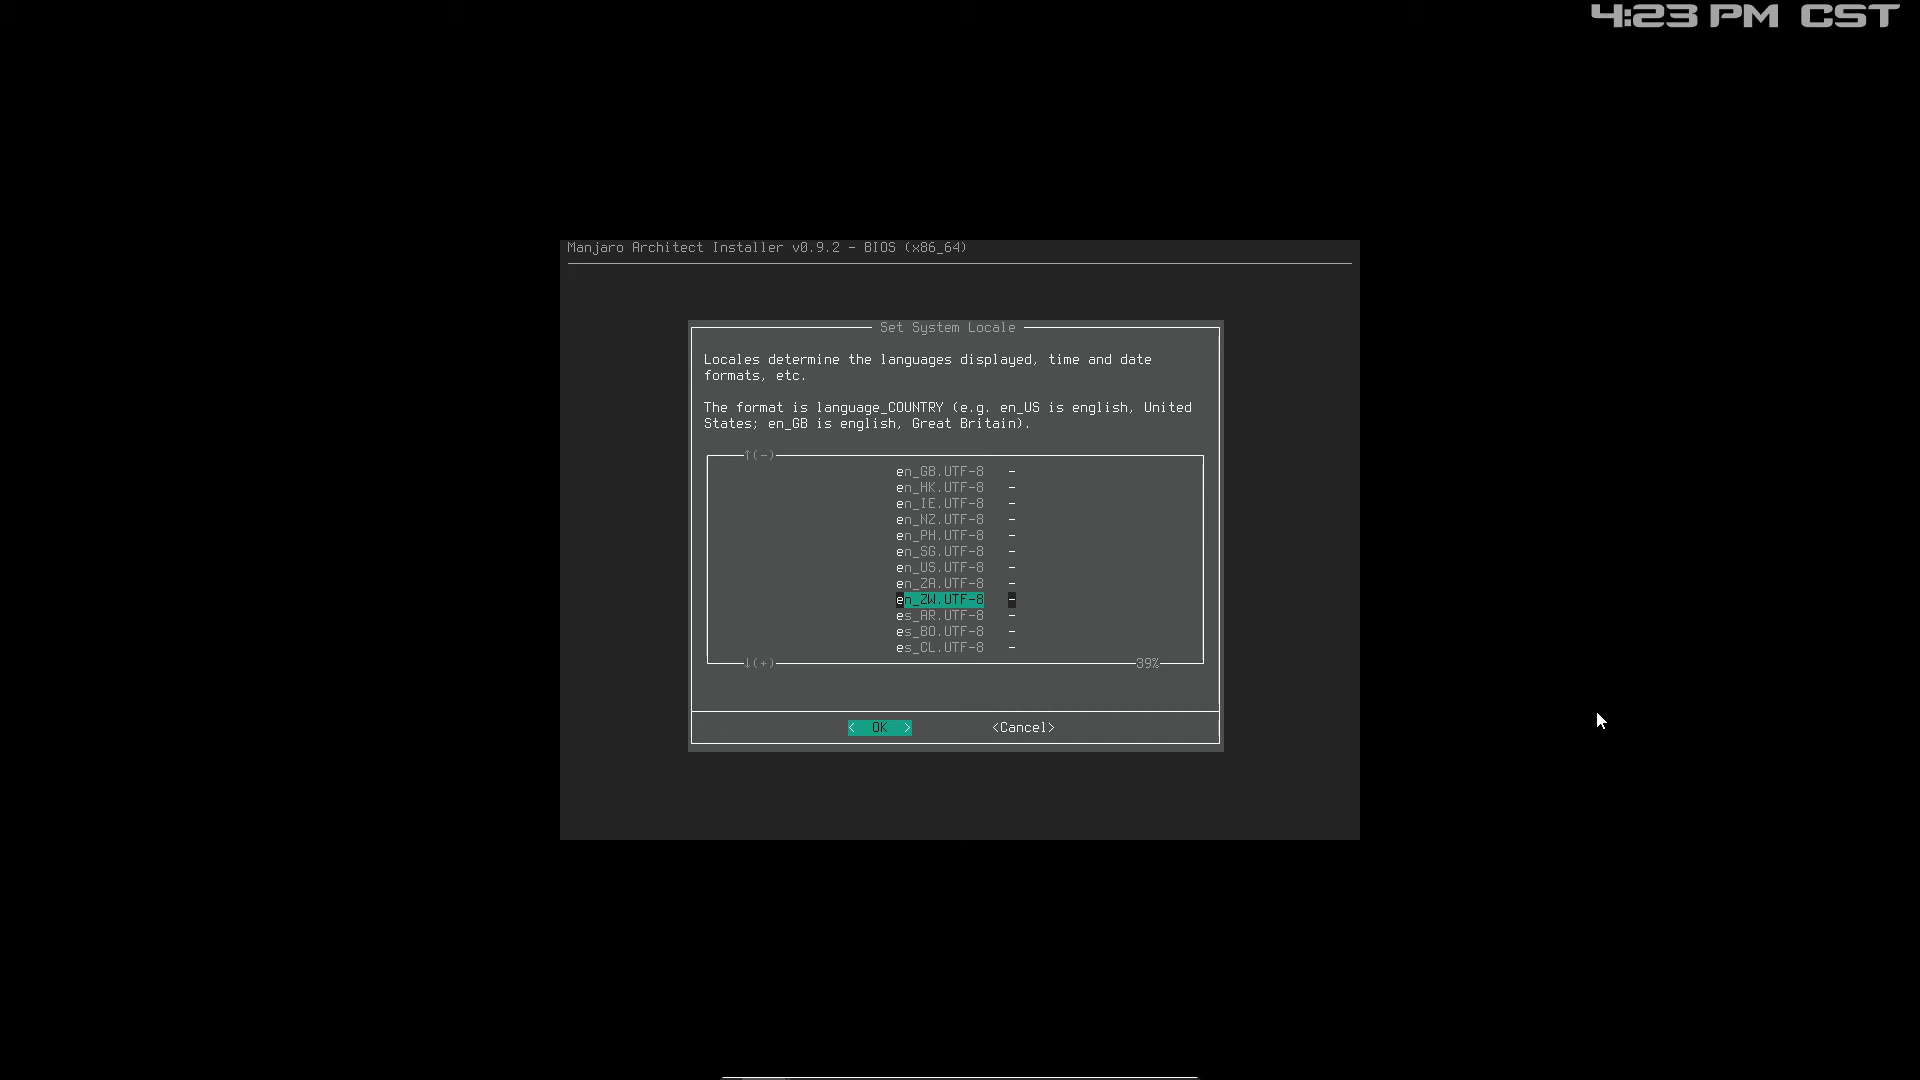 4:23 PM CST
Manjaro Architect Installer v0.9.2 - BIOS (x86_64)
Set System Locale
Locales determine the languages displayed, time and date
formats, etc.
The format is language_COUNTRY (e.g. en_US is english, United
States; en_GB is english, Great Britain).
↑(-)
en_GB.UTF-8 -
en_HK.UTF-8 -
en_IE.UTF-8 -
en_NZ.UTF-8 -
en_PH.UTF-8 -
en_SG.UTF-8 -
en_US.UTF-8 -
en_ZA.UTF-8 -
en_ZW.UTF-8 -
es_AR.UTF-8 -
es_BO.UTF-8 -
es_CL.UTF-8 -
↓(+) 39%
< OK > <Cancel>